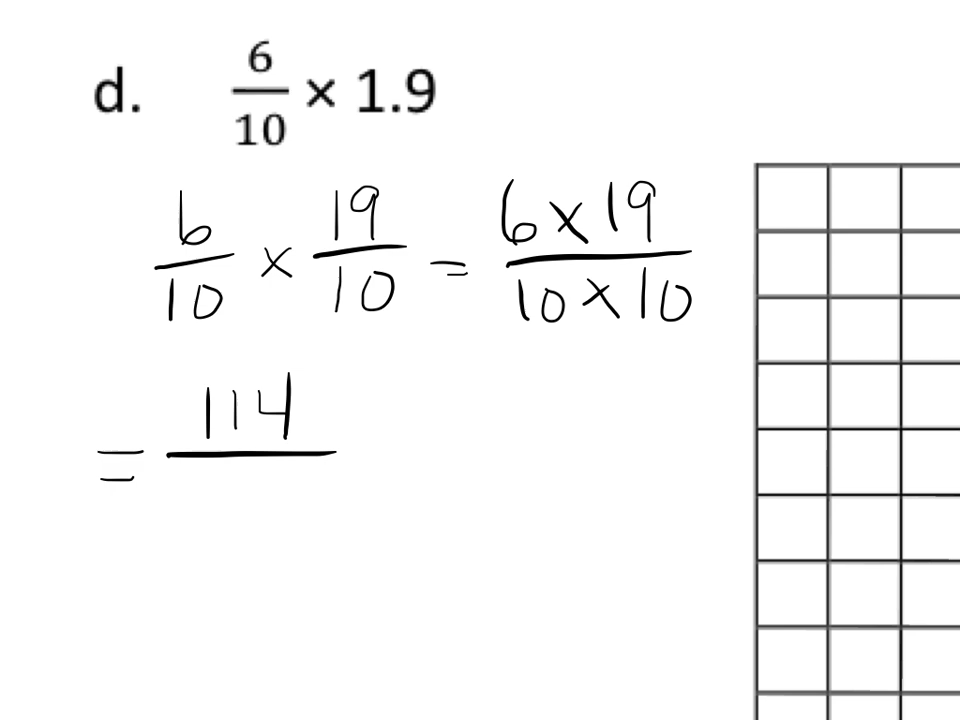 d. 6/10 × 1.9
6/10 × 19/10 = 6 × 19/10 × 10
= 114